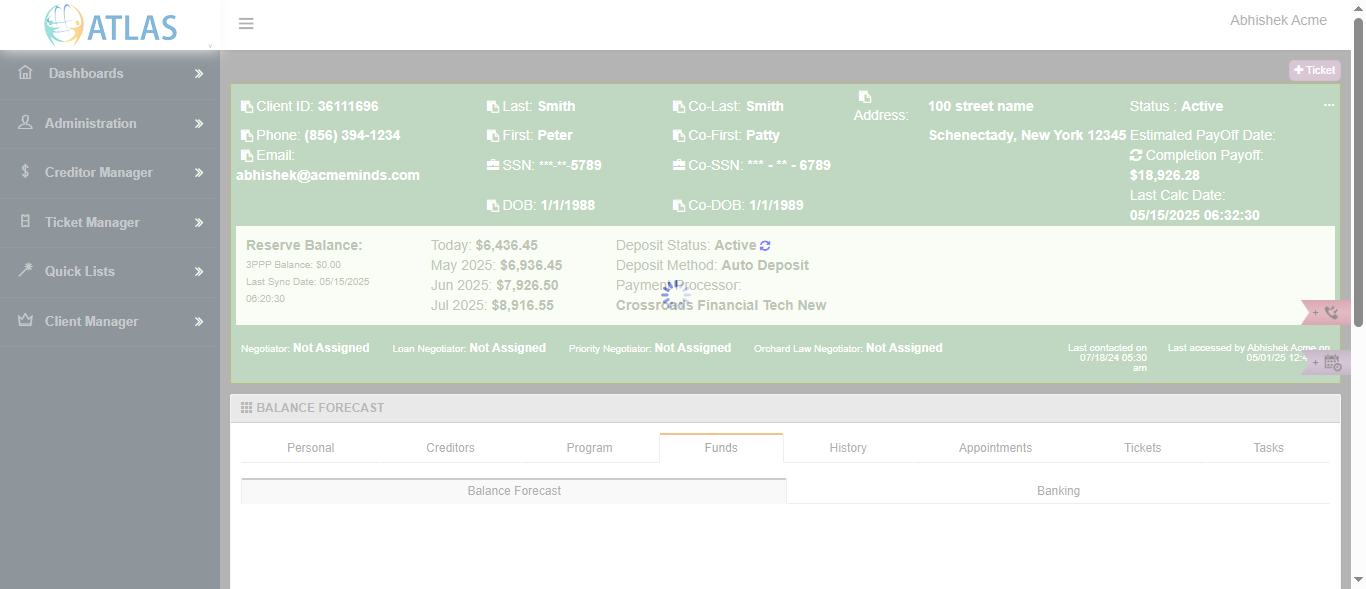 ATLAS
Abhishek Acme
Dashboards
Administration
Creditor Manager
Ticket Manager
Quick Lists
Client Manager
+ Ticket
Client ID: 36111696
Phone: (856) 394-1234
Email:
abhishek@acmeminds.com
Last: Smith
First: Peter
SSN: ***-**-5789
DOB: 1/1/1988
Co-Last: Smith
Co-First: Patty
Co-SSN: *** - ** - 6789
Co-DOB: 1/1/1989
Address:
100 street name
Schenectady, New York 12345
Status : Active
...
Estimated PayOff Date:
Completion Payoff:
$18,926.28
Last Calc Date:
05/15/2025 06:32:30
Reserve Balance:
3PPP Balance: $0.00
Last Sync Date: 05/15/2025
06:20:30
Today: $6,436.45
May 2025: $6,936.45
Jun 2025: $7,926.50
Jul 2025: $8,916.55
Deposit Status: Active
Deposit Method: Auto Deposit
Payment Processor:
Crossroads Financial Tech New
+
+
Negotiator: Not Assigned
Loan Negotiator: Not Assigned
Priority Negotiator: Not Assigned
Orchard Law Negotiator: Not Assigned
Last contacted on
07/18/24 05:30
am
Last accessed by Abhishek Acme on
05/01/25
BALANCE FORECAST
Personal
Creditors
Program
Funds
History
Appointments
Tickets
Tasks
Balance Forecast
Banking